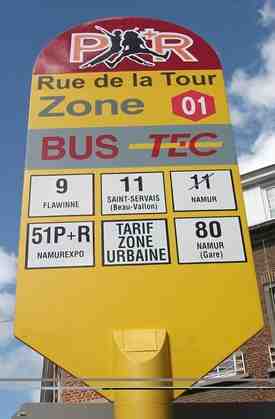 P+R
Rue de la Tour
Zone 01
BUS TEC
9
FLAWINNE
11
SAINT-SERVAIS
(Beau-Vallon)
11
NAMUR
51P+R
NAMUREXPO
TARIF
ZONE
URBAINE
80
NAMUR
(Gare)